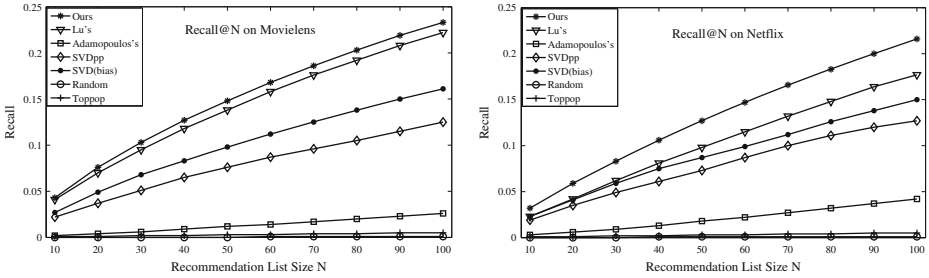 Recall@N on Movielens
Ours
Lu's
Adamopoulos's
SVDpp
SVD(bias)
Random
Toppop
0.25
0.2
0.15
0.1
0.05
0
Recall
10 20 30 40 50 60 70 80 90 100
Recommendation List Size N
Recall@N on Netflix
Ours
Lu's
Adamopoulos's
SVDpp
SVD(bias)
Random
Toppop
0.25
0.2
0.15
0.1
0.05
0
Recall
10 20 30 40 50 60 70 80 90 100
Recommendation List Size N